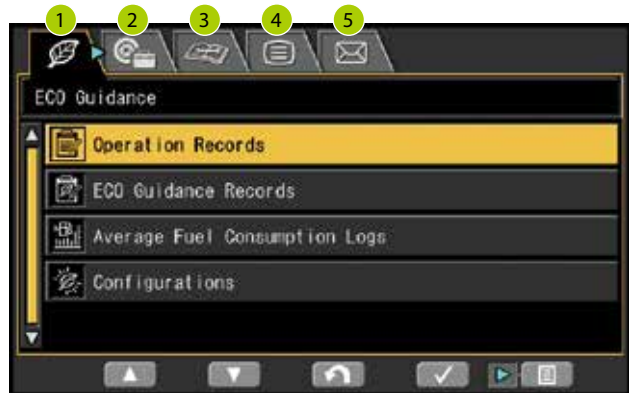 1 2 3 4 5
ECO Guidance
Operation Records
ECO Guidance Records
Average Fuel Consumption Logs
Configurations